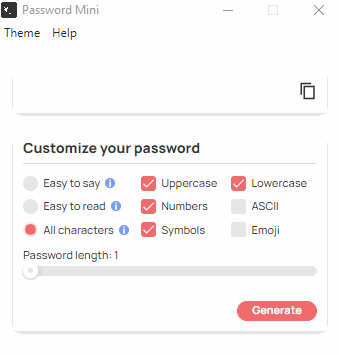 Password Mini
Theme Help
Customize your password
Easy to say Uppercase Lowercase
Easy to read Numbers ASCII
All characters Symbols Emoji
Password length: 1
Generate